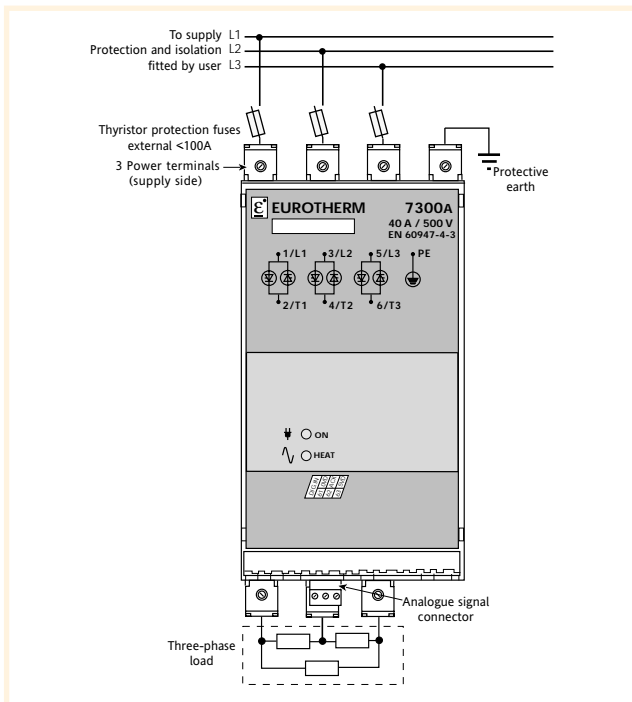 To supply L1
Protection and isolation L2
fitted by user L3
Thyristor protection fuses
external <100A
3 Power terminals
(supply side)
Protective
earth
EUROTHERM 7300A
40 A / 500 V
EN 60947-4-3
1/L1 3/L2 5/L3 PE
2/T1 4/T2 6/T3
ON
HEAT
Analogue signal
connector
Three-phase
load